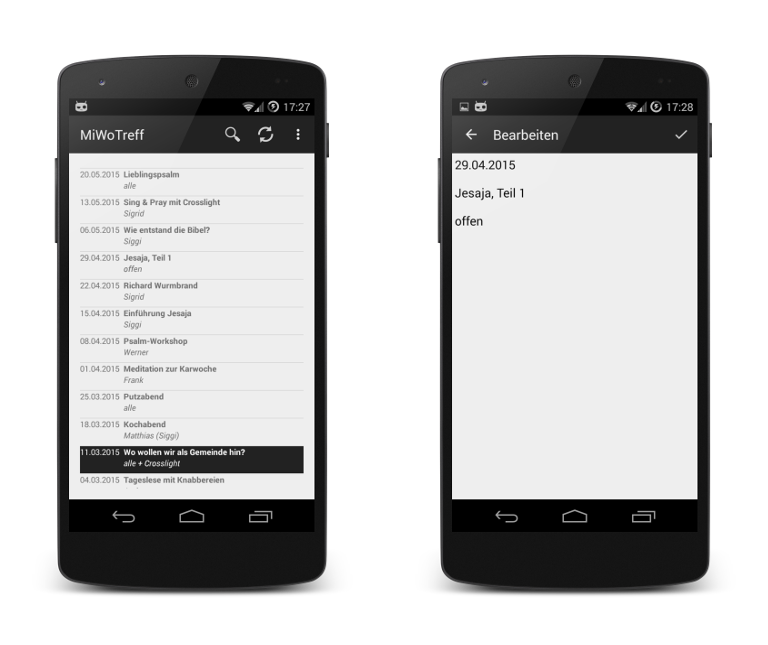 17:27
MiWoTreff
20.05.2015 Lieblingspsalm
alle
13.05.2015 Sing & Pray mit Crosslight
Sigrid
06.05.2015 Wie entstand die Bibel?
Siggi
29.04.2015 Jesaja, Teil 1
offen
22.04.2015 Richard Wurmbrand
Sigrid
15.04.2015 Einführung Jesaja
Siggi
08.04.2015 Psalm-Workshop
Werner
01.04.2015 Meditation zur Karwoche
Frank
25.03.2015 Putzabend
alle
18.03.2015 Kochabend
Matthias (Siggi)
11.03.2015 Wo wollen wir als Gemeinde hin?
alle + Crosslight
04.03.2015 Tageslese mit Knabbereien
17:28
Bearbeiten
29.04.2015
Jesaja, Teil 1
offen